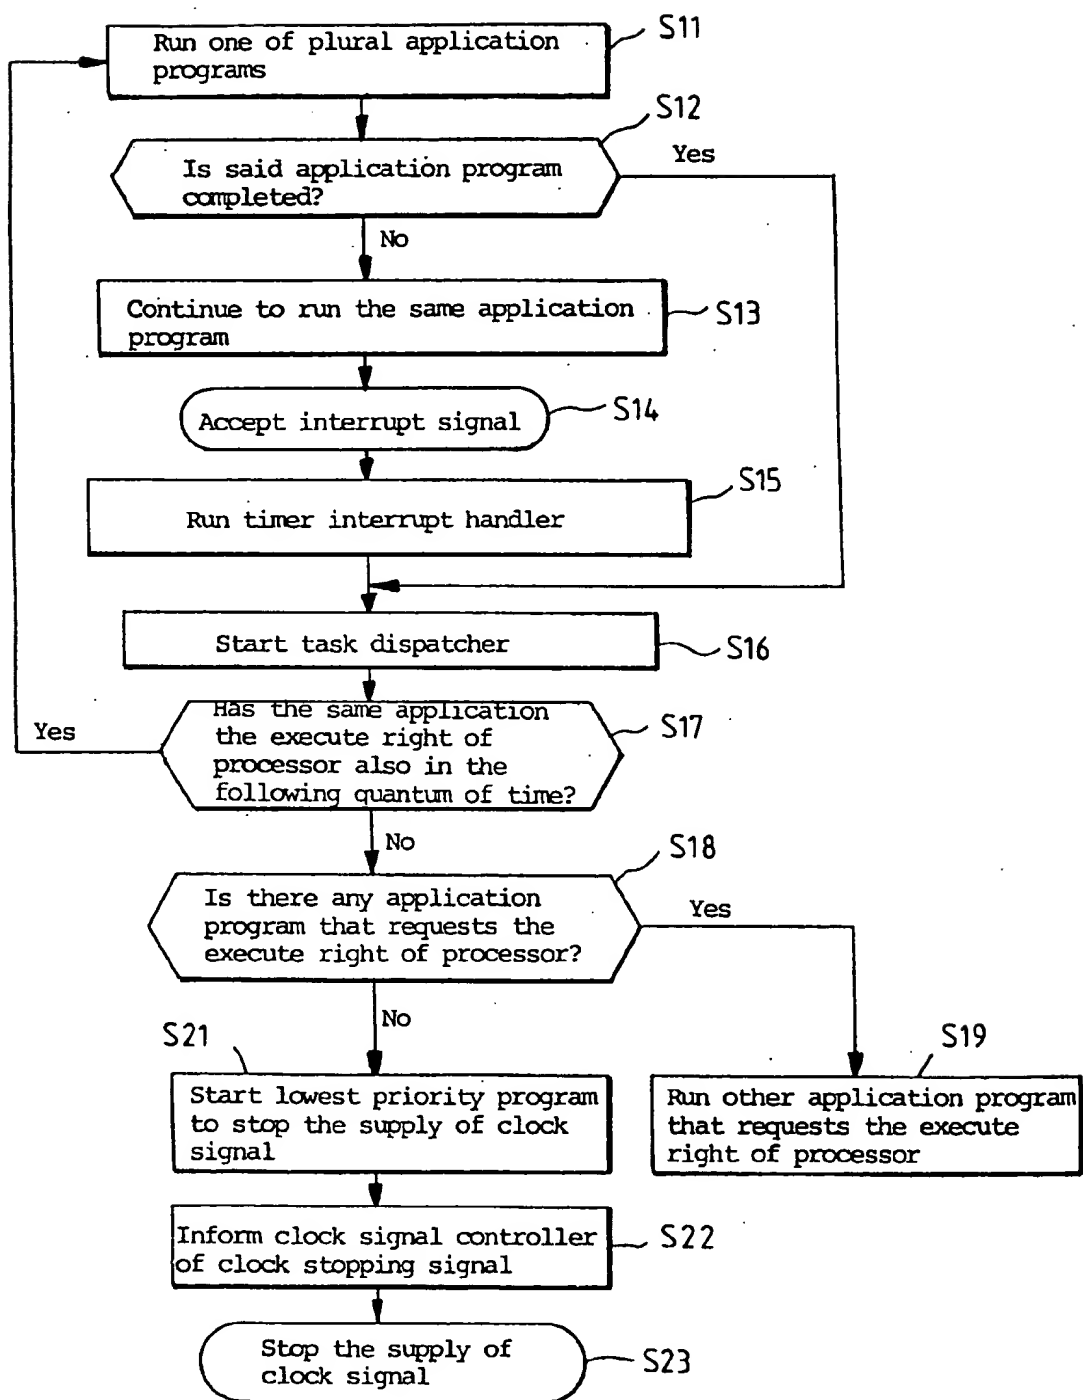 S11
Run one of plural application
programs
S12
Is said application program
completed?
Yes
No
Continue to run the same application
program
S13
Accept interrupt signal
S14
S15
Run timer interrupt handler
Start task dispatcher
S16
Has the same application
the execute right of
processor also in the
following quantum of time?
S17
Yes
No
S18
Is there any application
program that requests the
execute right of processor?
Yes
No
S21
Start lowest priority program
to stop the supply of clock
signal
S19
Run other application program
that requests the execute
right of processor
Inform clock signal controller
of clock stopping signal
S22
Stop the supply of
clock signal
S23